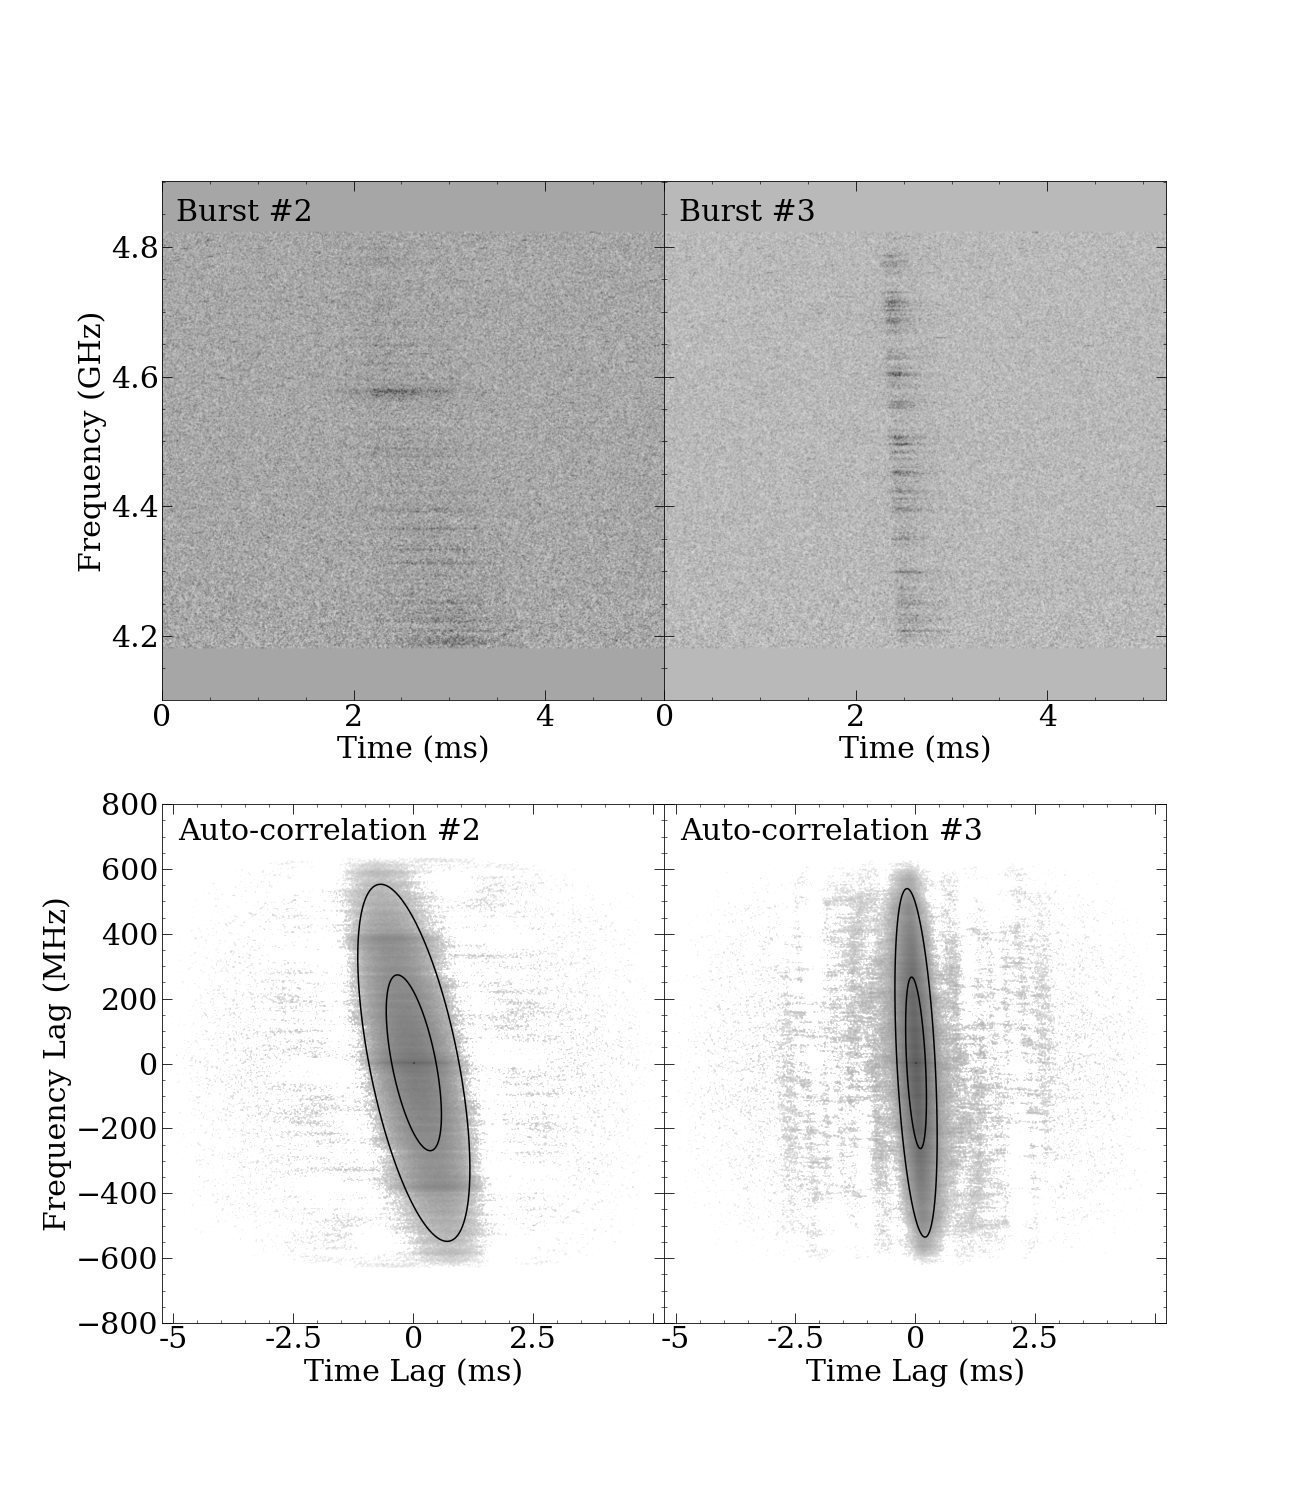 Burst #2
Burst #3
Frequency (GHz)
4.8
4.6
4.4
4.2
0
2
4
0
2
4
Time (ms)
Time (ms)
Auto-correlation #2
Auto-correlation #3
Frequency Lag (MHz)
800
600
400
200
0
−200
−400
−600
−800
-5
-2.5
0
2.5
-5
-2.5
0
2.5
Time Lag (ms)
Time Lag (ms)